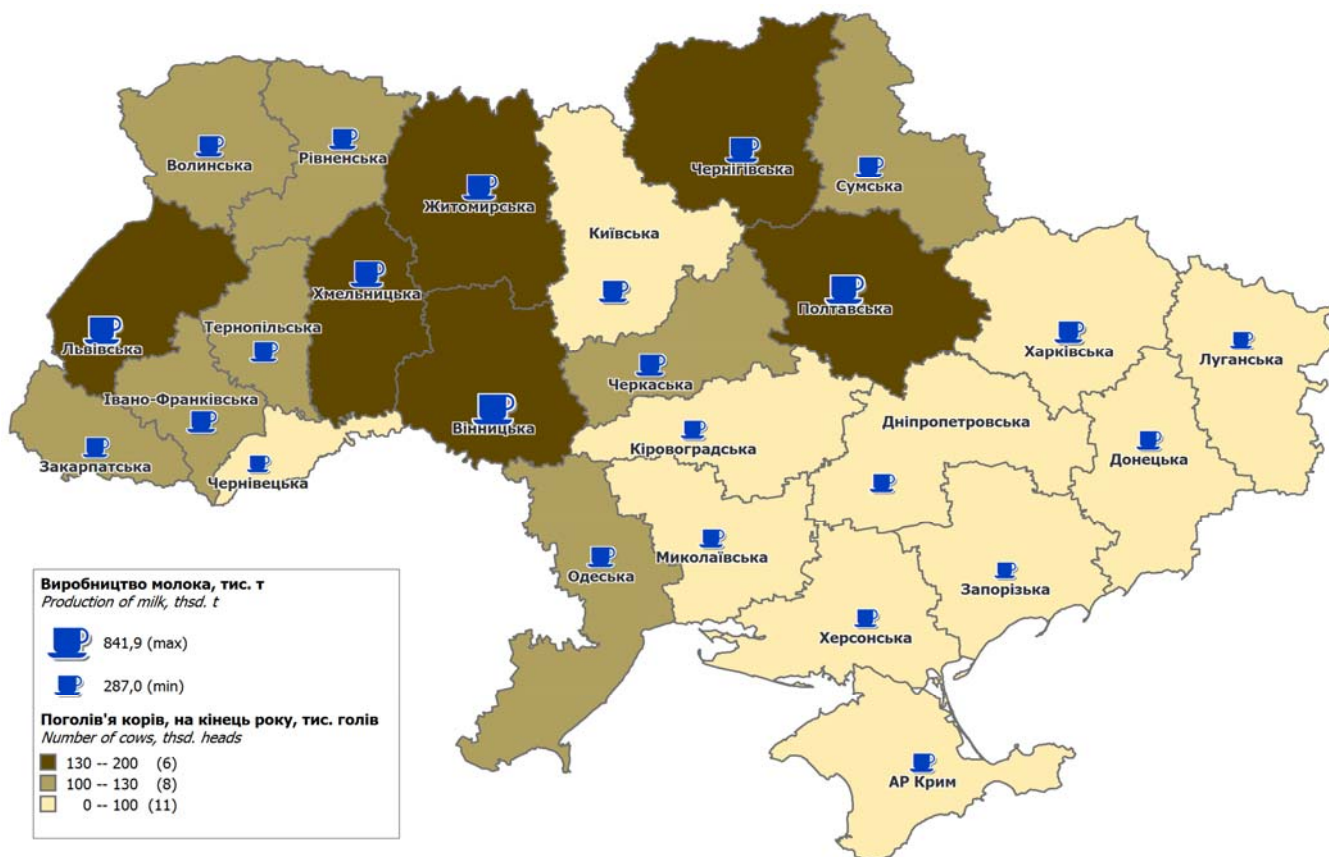 Волинська
Рівненська
Житомирська
Чернігівська
Сумська
Київська
Львівська
Тернопільська
Хмельницька
Полтавська
Харківська
Луганська
Івано-Франківська
Закарпатська
Чернівецька
Вінницька
Черкаська
Кіровоградська
Дніпропетровська
Донецька
Одеська
Миколаївська
Запорізька
Херсонська
АР Крим
Виробництво молока, тис. т
Production of milk, thsd. t
841,9 (max)
287,0 (min)
Поголів'я корів, на кінець року, тис. голів
Number of cows, thsd. heads
130 -- 200 (6)
100 -- 130 (8)
0 -- 100 (11)